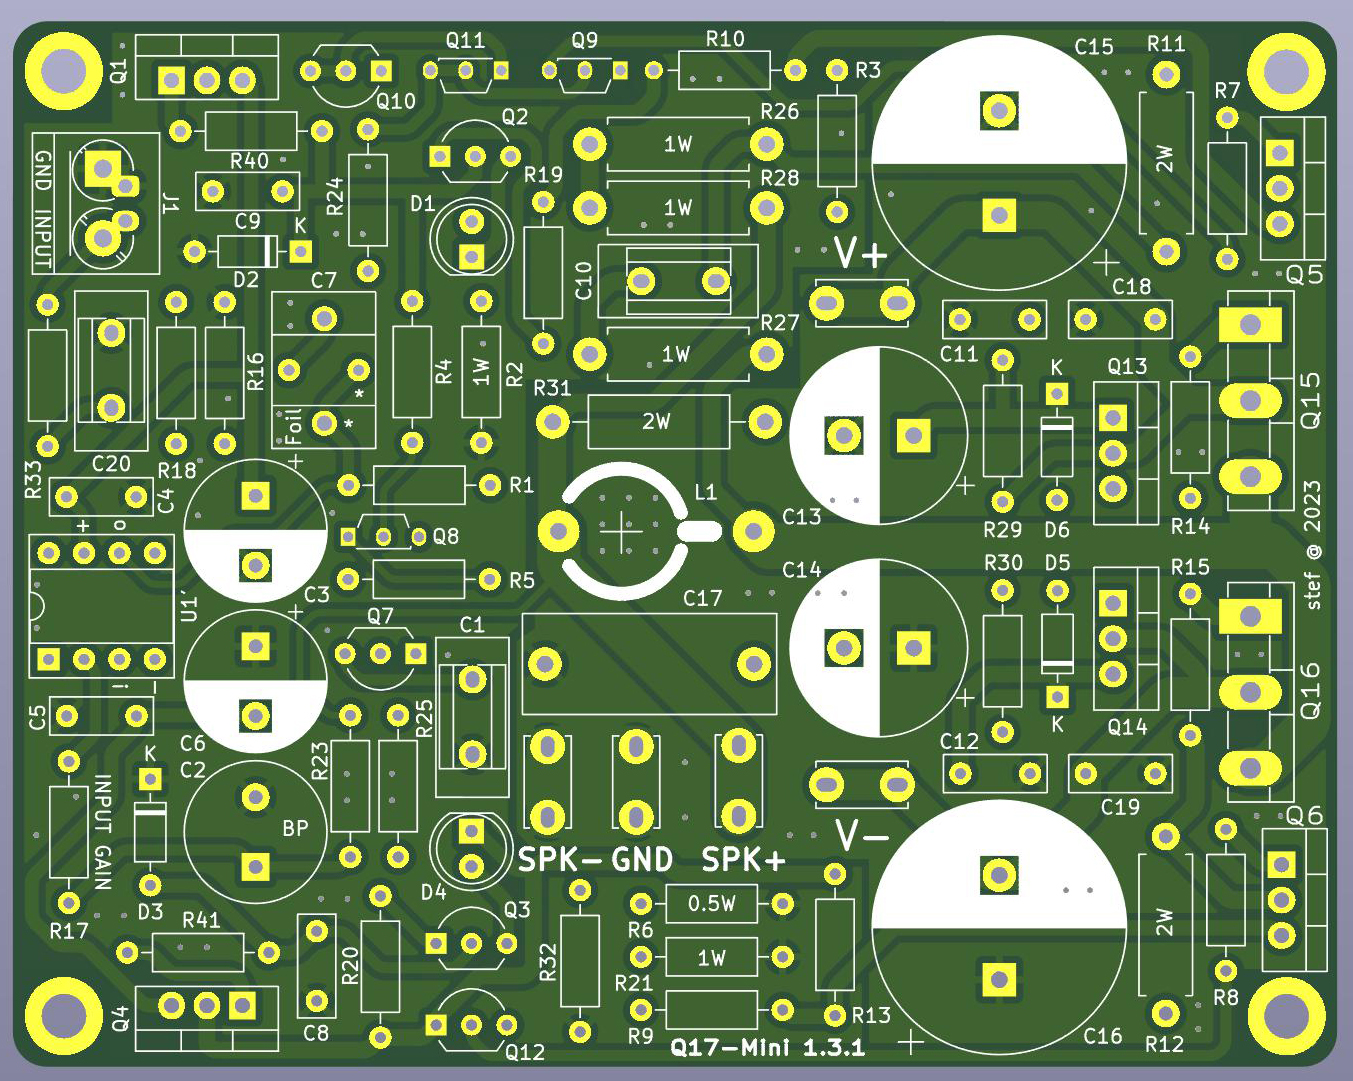 Q1
Q10
Q11
Q9
R10
R3
C15
R11
R7
Q2
R26
1W
R40
R24
R19
R28
1W
2W
GND INPUT
J1
C9
K
D1
D2
C10
V+
Q5
C7
C18
R27
1W
C11
R16
R4
1W
R2
R31
2W
K
Q13
Q15
Foil
*
*
C20
R18
R33
C4
+
R1
L1
C13
R29
D6
R14
+
o
Q8
stef @ 2023
C14
R30
D5
R15
R5
C3
+
U1
Q7
C1
C17
Q16
i
-
C5
C6
R25
K
Q14
+
C2
K
R23
C12
INPUT GAIN
BP
C19
V-
Q6
SPK- GND SPK+
D4
D3
R17
R41
Q3
0.5W
R6
2W
R20
R32
1W
R21
R8
Q4
C8
Q12
R9
R13
+
C16
R12
Q17-Mini 1.3.1